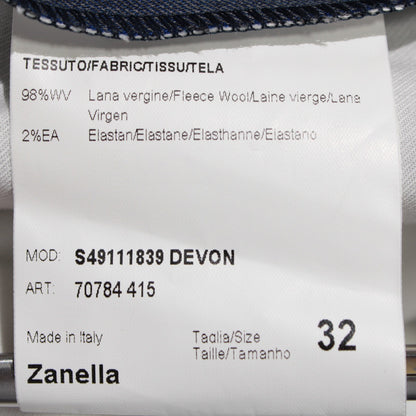 TESSUTO/FABRIC/TISSU/TELA
98%WV Lana vergine/Fleece Wool/Laine vierge/Lana
Virgen
2%EA Elastan/Elastane/Elasthanne/Elastano
MOD: S49111839 DEVON
ART: 70784 415
Made in Italy Taglia/Size 32
Taille/Tamanho
Zanella